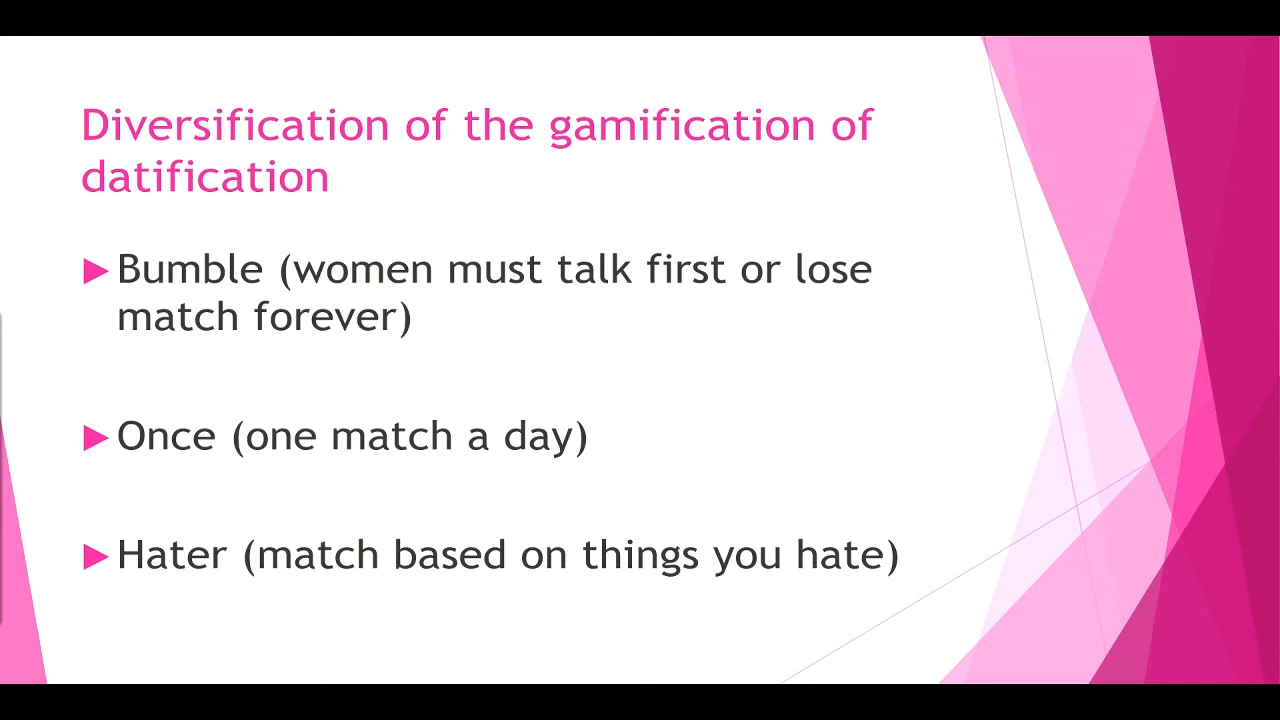 Diversification of the gamification of
datification
Bumble (women must talk first or lose
match forever)
Once (one match a day)
Hater (match based on things you hate)